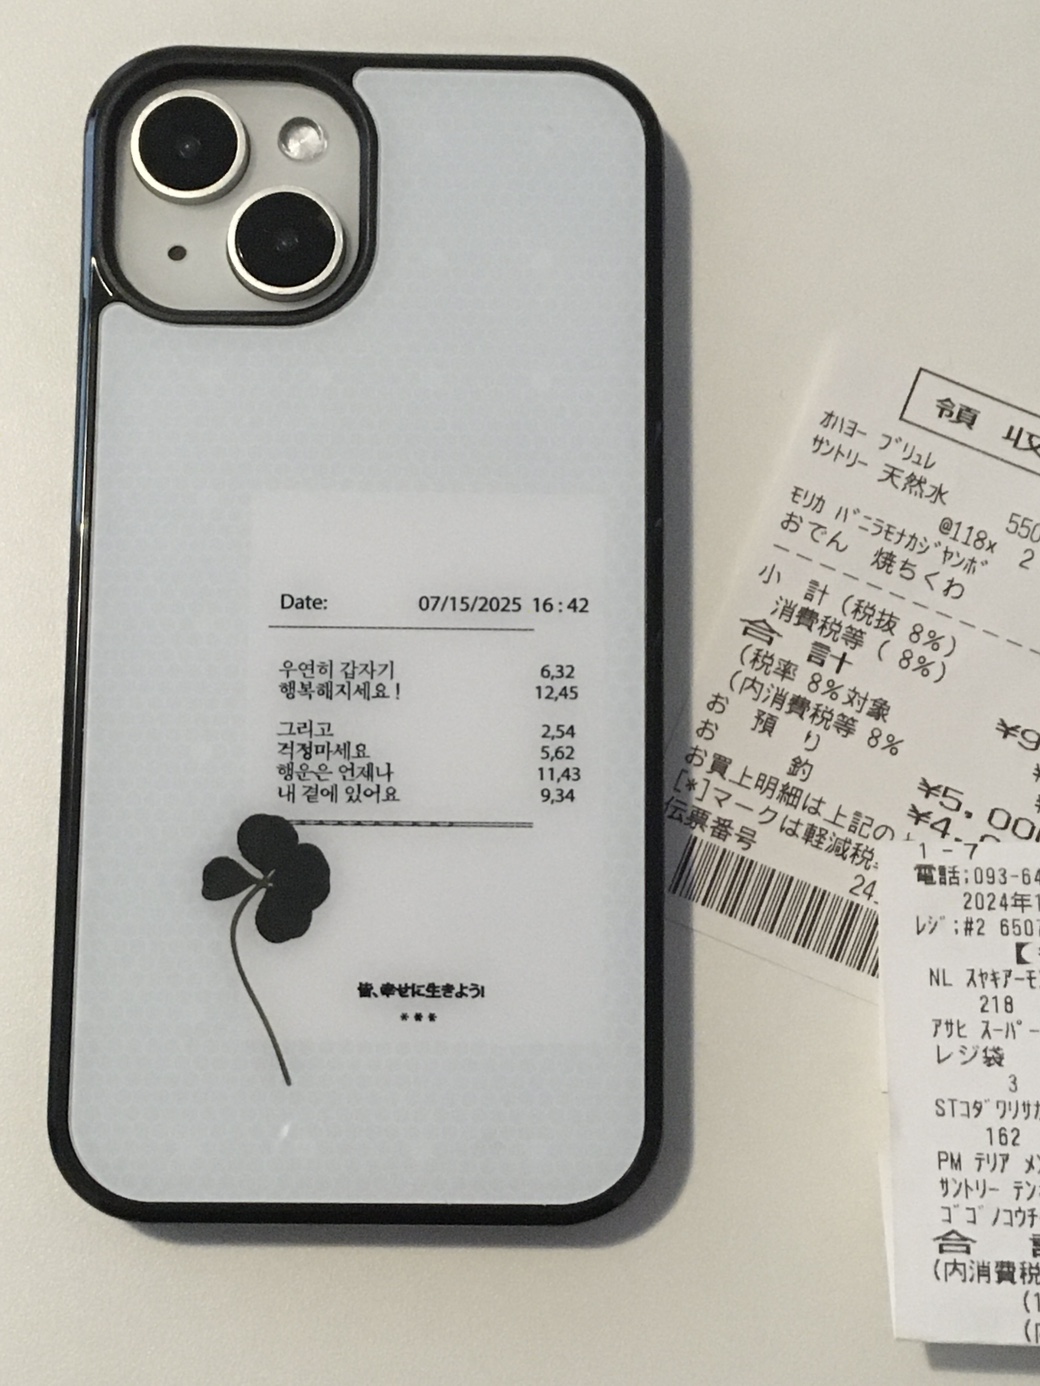 Date: 07/15/2025 16:42
우연히 갑자기 6,32
행복해지세요! 12,45
그리고 2,54
걱정마세요 5,62
행운은 언제나 11,43
내 곁에 있어요 9,34
皆、幸せに生きよう!
***
領 収
ｵﾊﾖｰ ﾌﾞﾘｭﾚ
ｻﾝﾄﾘｰ 天然水 550
@118x 2
ﾓﾘｶ ﾊﾞﾆﾗﾓﾅｶｼﾞｬﾝﾎﾞ
おでん 焼ちくわ
小 計(税抜 8%)
消費税等( 8%)
合 計
(税率 8%対象
(内消費税等 8%
お 預 り ¥5,00
お 釣
お買上明細は上記の
[*]マークは軽減税
伝票番号
24
1-7
電話;093-64
2024年1
ﾚｼﾞ;#2 6507
NL ｽﾔｷｱｰﾓ
218
ｱｻﾋ ｽｰﾊﾟｰ
レジ袋
3
STｺﾀﾞﾜﾘｻｶ
162
PM ﾃﾘｱ ﾒﾝ
ｻﾝﾄﾘｰ ﾃﾝ
ｺﾞｺﾞﾉｺｳﾁ
合
(内消費税
(1